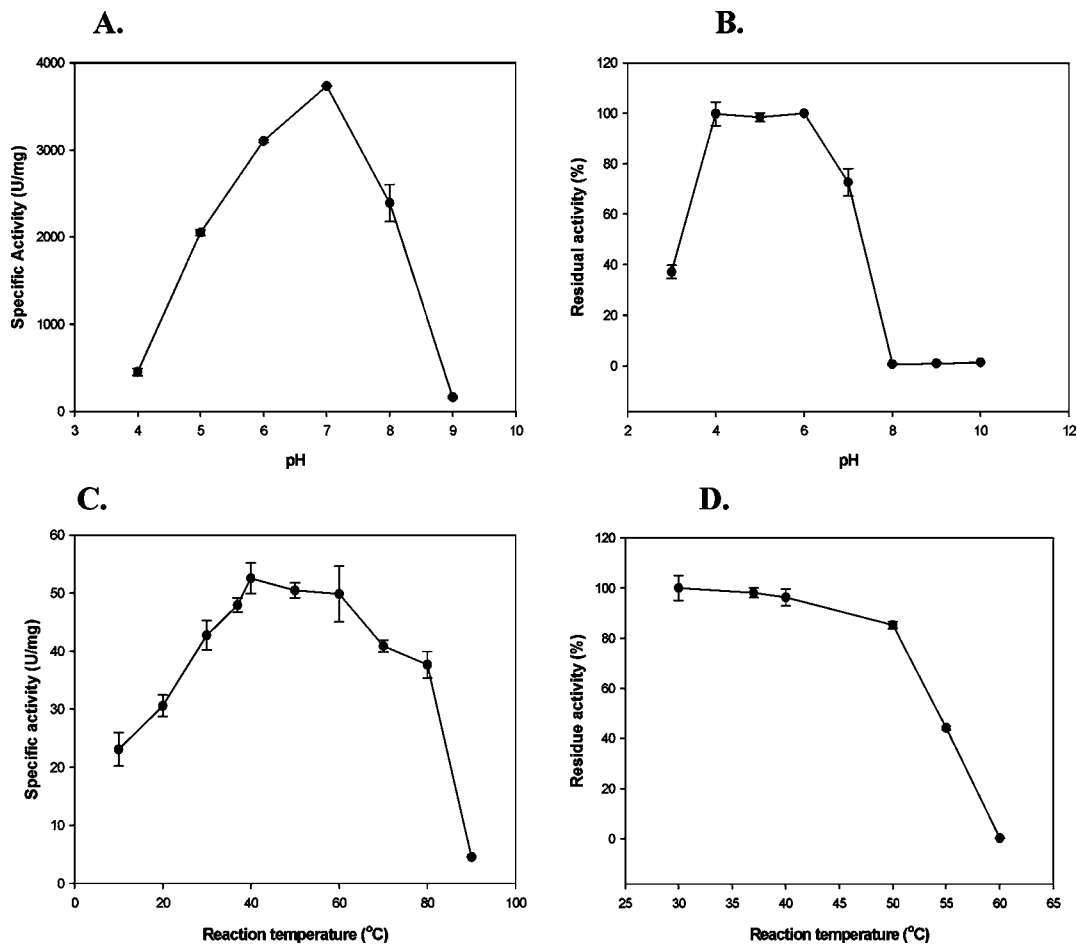 A.
4000
3000
2000
1000
0
Specific Activity (U/mg)
3 4 5 6 7 8 9 10
pH
B.
120
100
80
60
40
20
0
Residual activity (%)
2 4 6 8 10 12
pH
C.
60
50
40
30
20
10
0
Specific activity (U/mg)
0 20 40 60 80 100
Reaction temperature (°C)
D.
120
100
80
60
40
20
0
Residue activity (%)
25 30 35 40 45 50 55 60 65
Reaction temperature (°C)